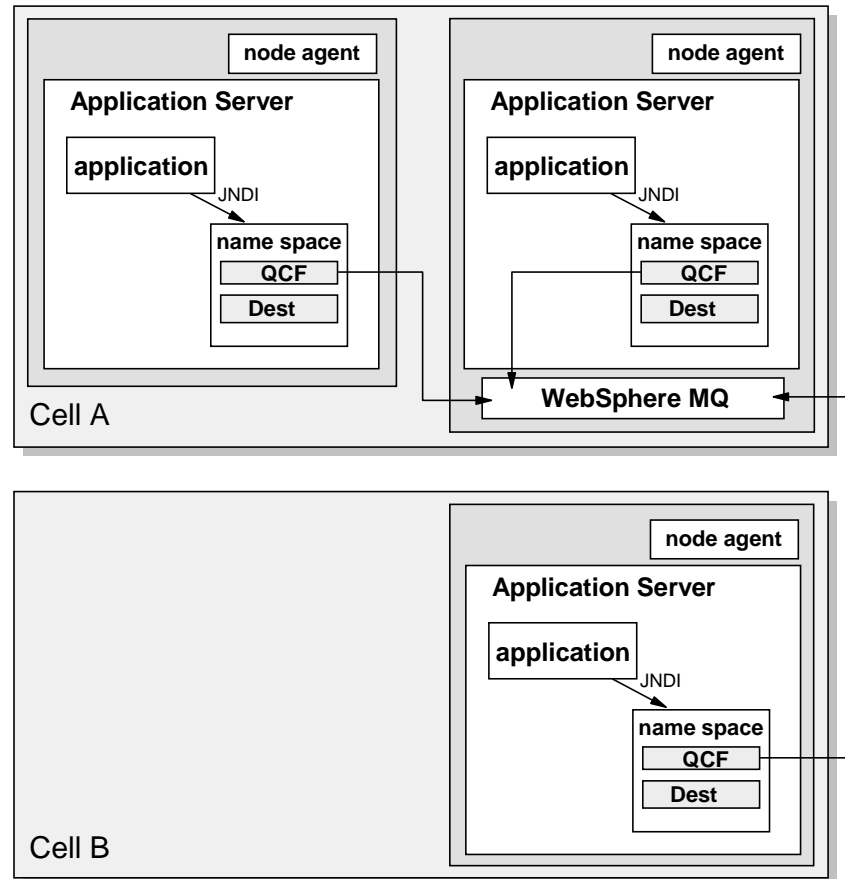 node agent
Application Server
application
JNDI
name space
QCF
Dest
node agent
Application Server
application
JNDI
name space
QCF
Dest
WebSphere MQ
Cell A
node agent
Application Server
application
JNDI
name space
QCF
Dest
Cell B